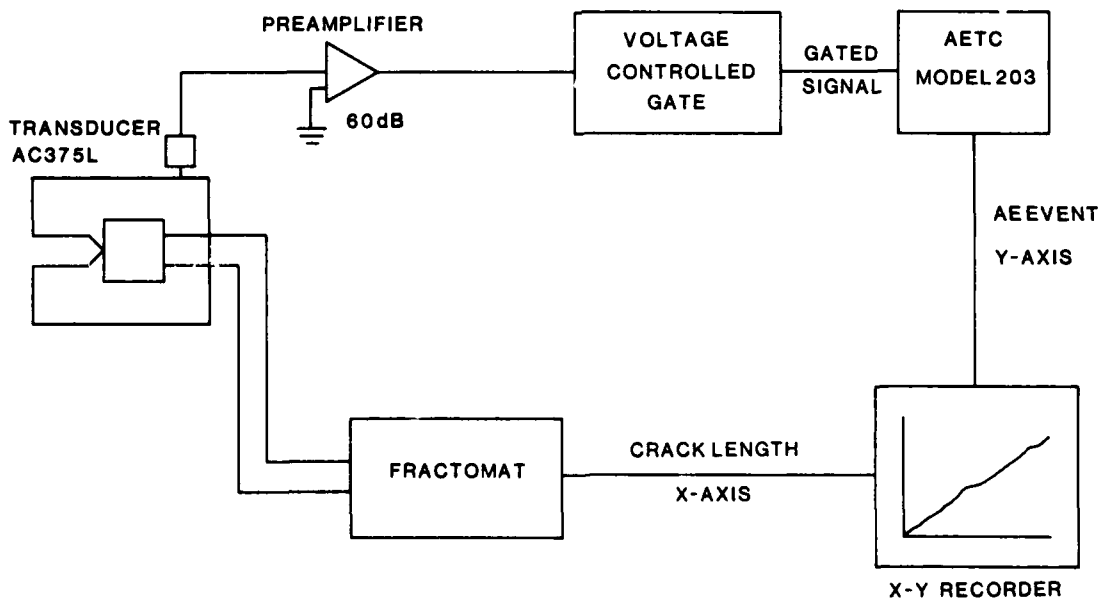 PREAMPLIFIER
60dB
TRANSDUCER
AC375L
VOLTAGE
CONTROLLED
GATE
GATED
SIGNAL
AETC
MODEL 203
AE EVENT
Y-AXIS
FRACTOMAT
CRACK LENGTH
X-AXIS
X-Y RECORDER